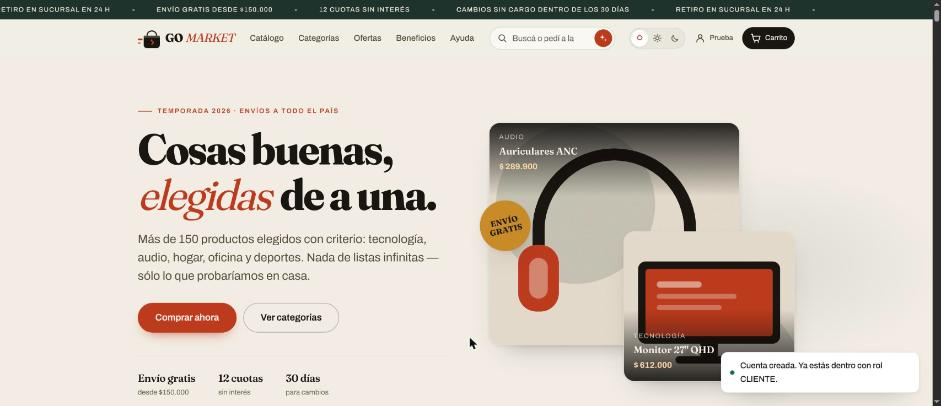 RETIRO EN SUCURSAL EN 24 H • ENVÍO GRATIS DESDE $150.000 • 12 CUOTAS SIN INTERÉS • CAMBIOS SIN CARGO DENTRO DE LOS 30 DÍAS • RETIRO EN SUCURSAL EN 24 H •
GO MARKET Catálogo Categorías Ofertas Beneficios Ayuda Buscá o pedí a la Prueba Carrito
TEMPORADA 2026 · ENVÍOS A TODO EL PAÍS
Cosas buenas,
elegidas de a una.
Más de 150 productos elegidos con criterio: tecnología,
audio, hogar, oficina y deportes. Nada de listas infinitas —
sólo lo que probaríamos en casa.
Comprar ahora Ver categorías
Envío gratis 12 cuotas 30 días
desde $150.000 sin interés para cambios
AUDIO
Auriculares ANC
$ 289.900
ENVÍO
GRATIS
TECNOLOGÍA
Monitor 27" QHD
$ 612.000
Cuenta creada. Ya estás dentro con rol
CLIENTE.